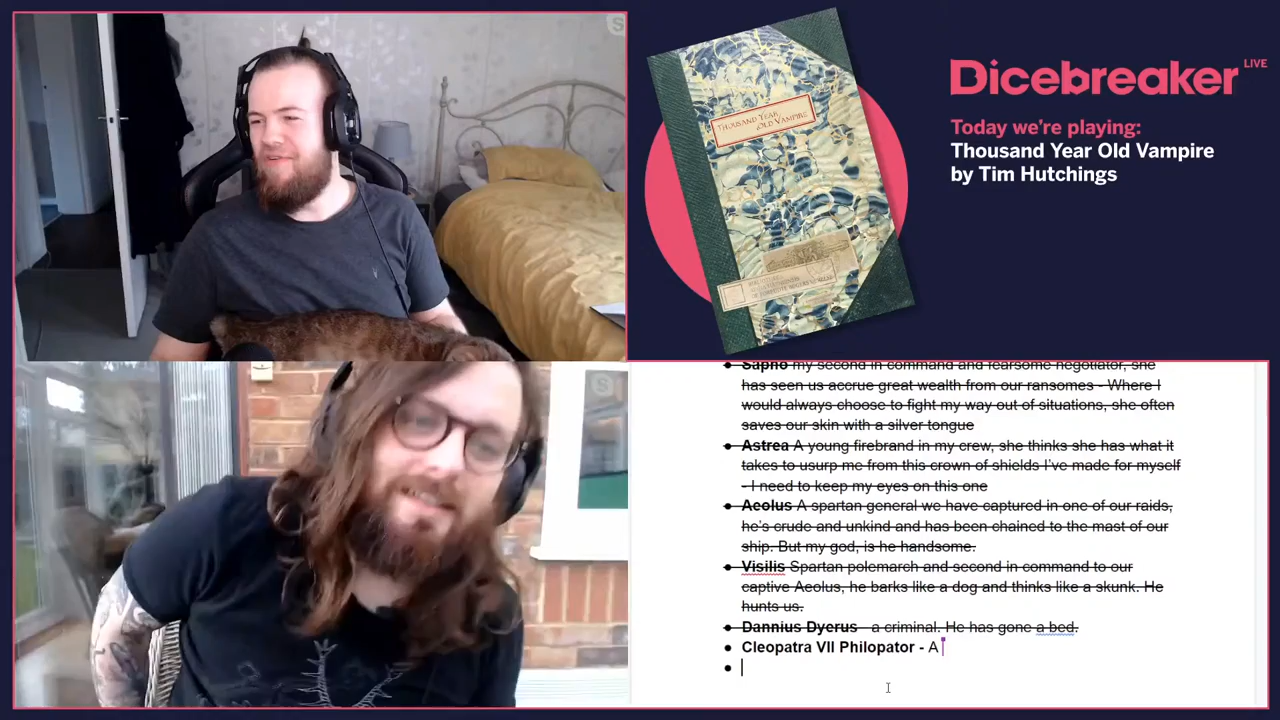 Dicebreaker LIVE
Today we're playing:
Thousand Year Old Vampire
by Tim Hutchings
THOUSAND YEAR
OLD VAMPIRE
Sapho my second in command and fearsome negotiator, she
has seen us accrue great wealth from our ransomes - Where I
would always choose to fight my way out of situations, she often
saves our skin with a silver tongue
Astrea A young firebrand in my crew, she thinks she has what it
takes to usurp me from this crown of shields I've made for myself
- I need to keep my eyes on this one
Aeolus A spartan general we have captured in one of our raids,
he's crude and unkind and has been chained to the mast of our
ship. But my god, is he handsome.
Visilis Spartan polemarch and second in command to our
captive Aeolus, he barks like a dog and thinks like a skunk. He
hunts us.
Dannius Dyerus - a criminal. He has gone a bed.
Cleopatra VII Philopator - A